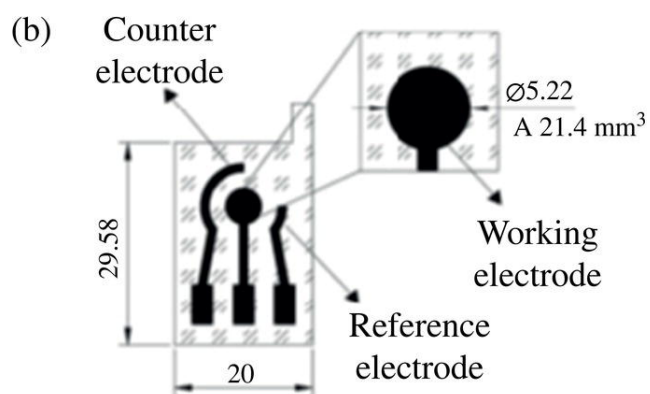 (b)
Counter
electrode
Ø5.22
A 21.4 mm³
29.58
Working
electrode
Reference
electrode
20